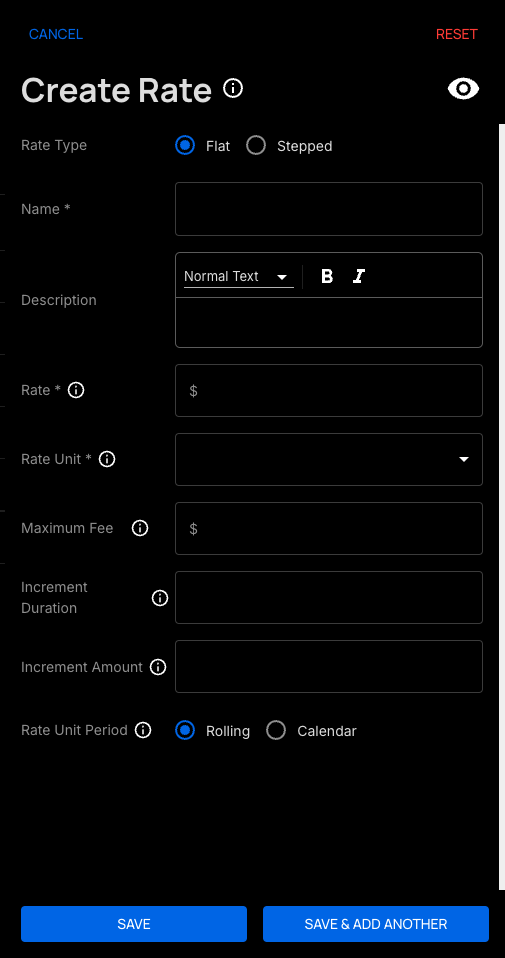 CANCEL
RESET
Create Rate
Rate Type
Flat
Stepped
Name *
Normal Text
B
I
Description
Rate *
$
Rate Unit *
Maximum Fee
$
Increment
Duration
Increment Amount
Rate Unit Period
Rolling
Calendar
SAVE
SAVE & ADD ANOTHER